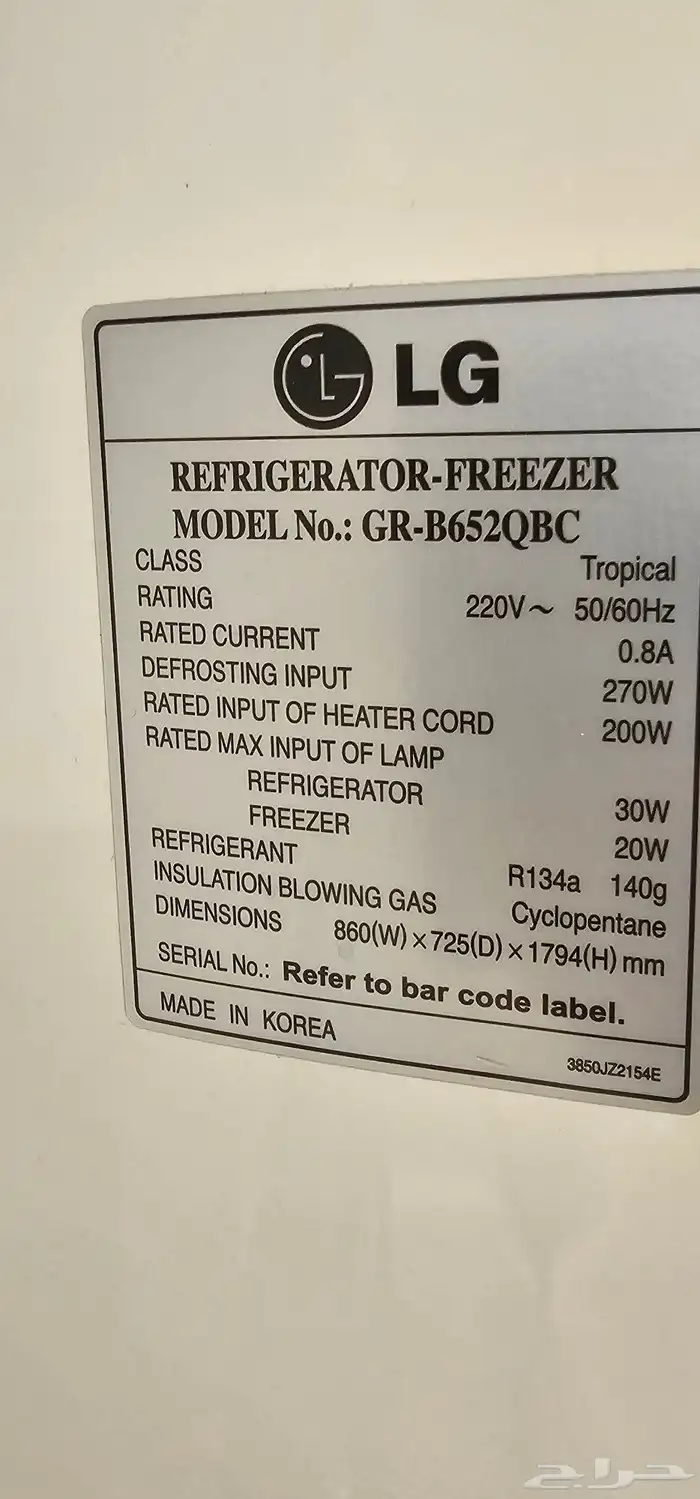 LG
REFRIGERATOR-FREEZER
MODEL No.: GR-B652QBC
CLASS Tropical
RATING 220V~ 50/60Hz
RATED CURRENT 0.8A
DEFROSTING INPUT 270W
RATED INPUT OF HEATER CORD 200W
RATED MAX INPUT OF LAMP
REFRIGERATOR 30W
FREEZER 20W
REFRIGERANT R134a 140g
INSULATION BLOWING GAS Cyclopentane
DIMENSIONS 860(W)×725(D)×1794(H) mm
SERIAL No.: Refer to bar code label.
MADE IN KOREA
3850JZ2154E
حراج